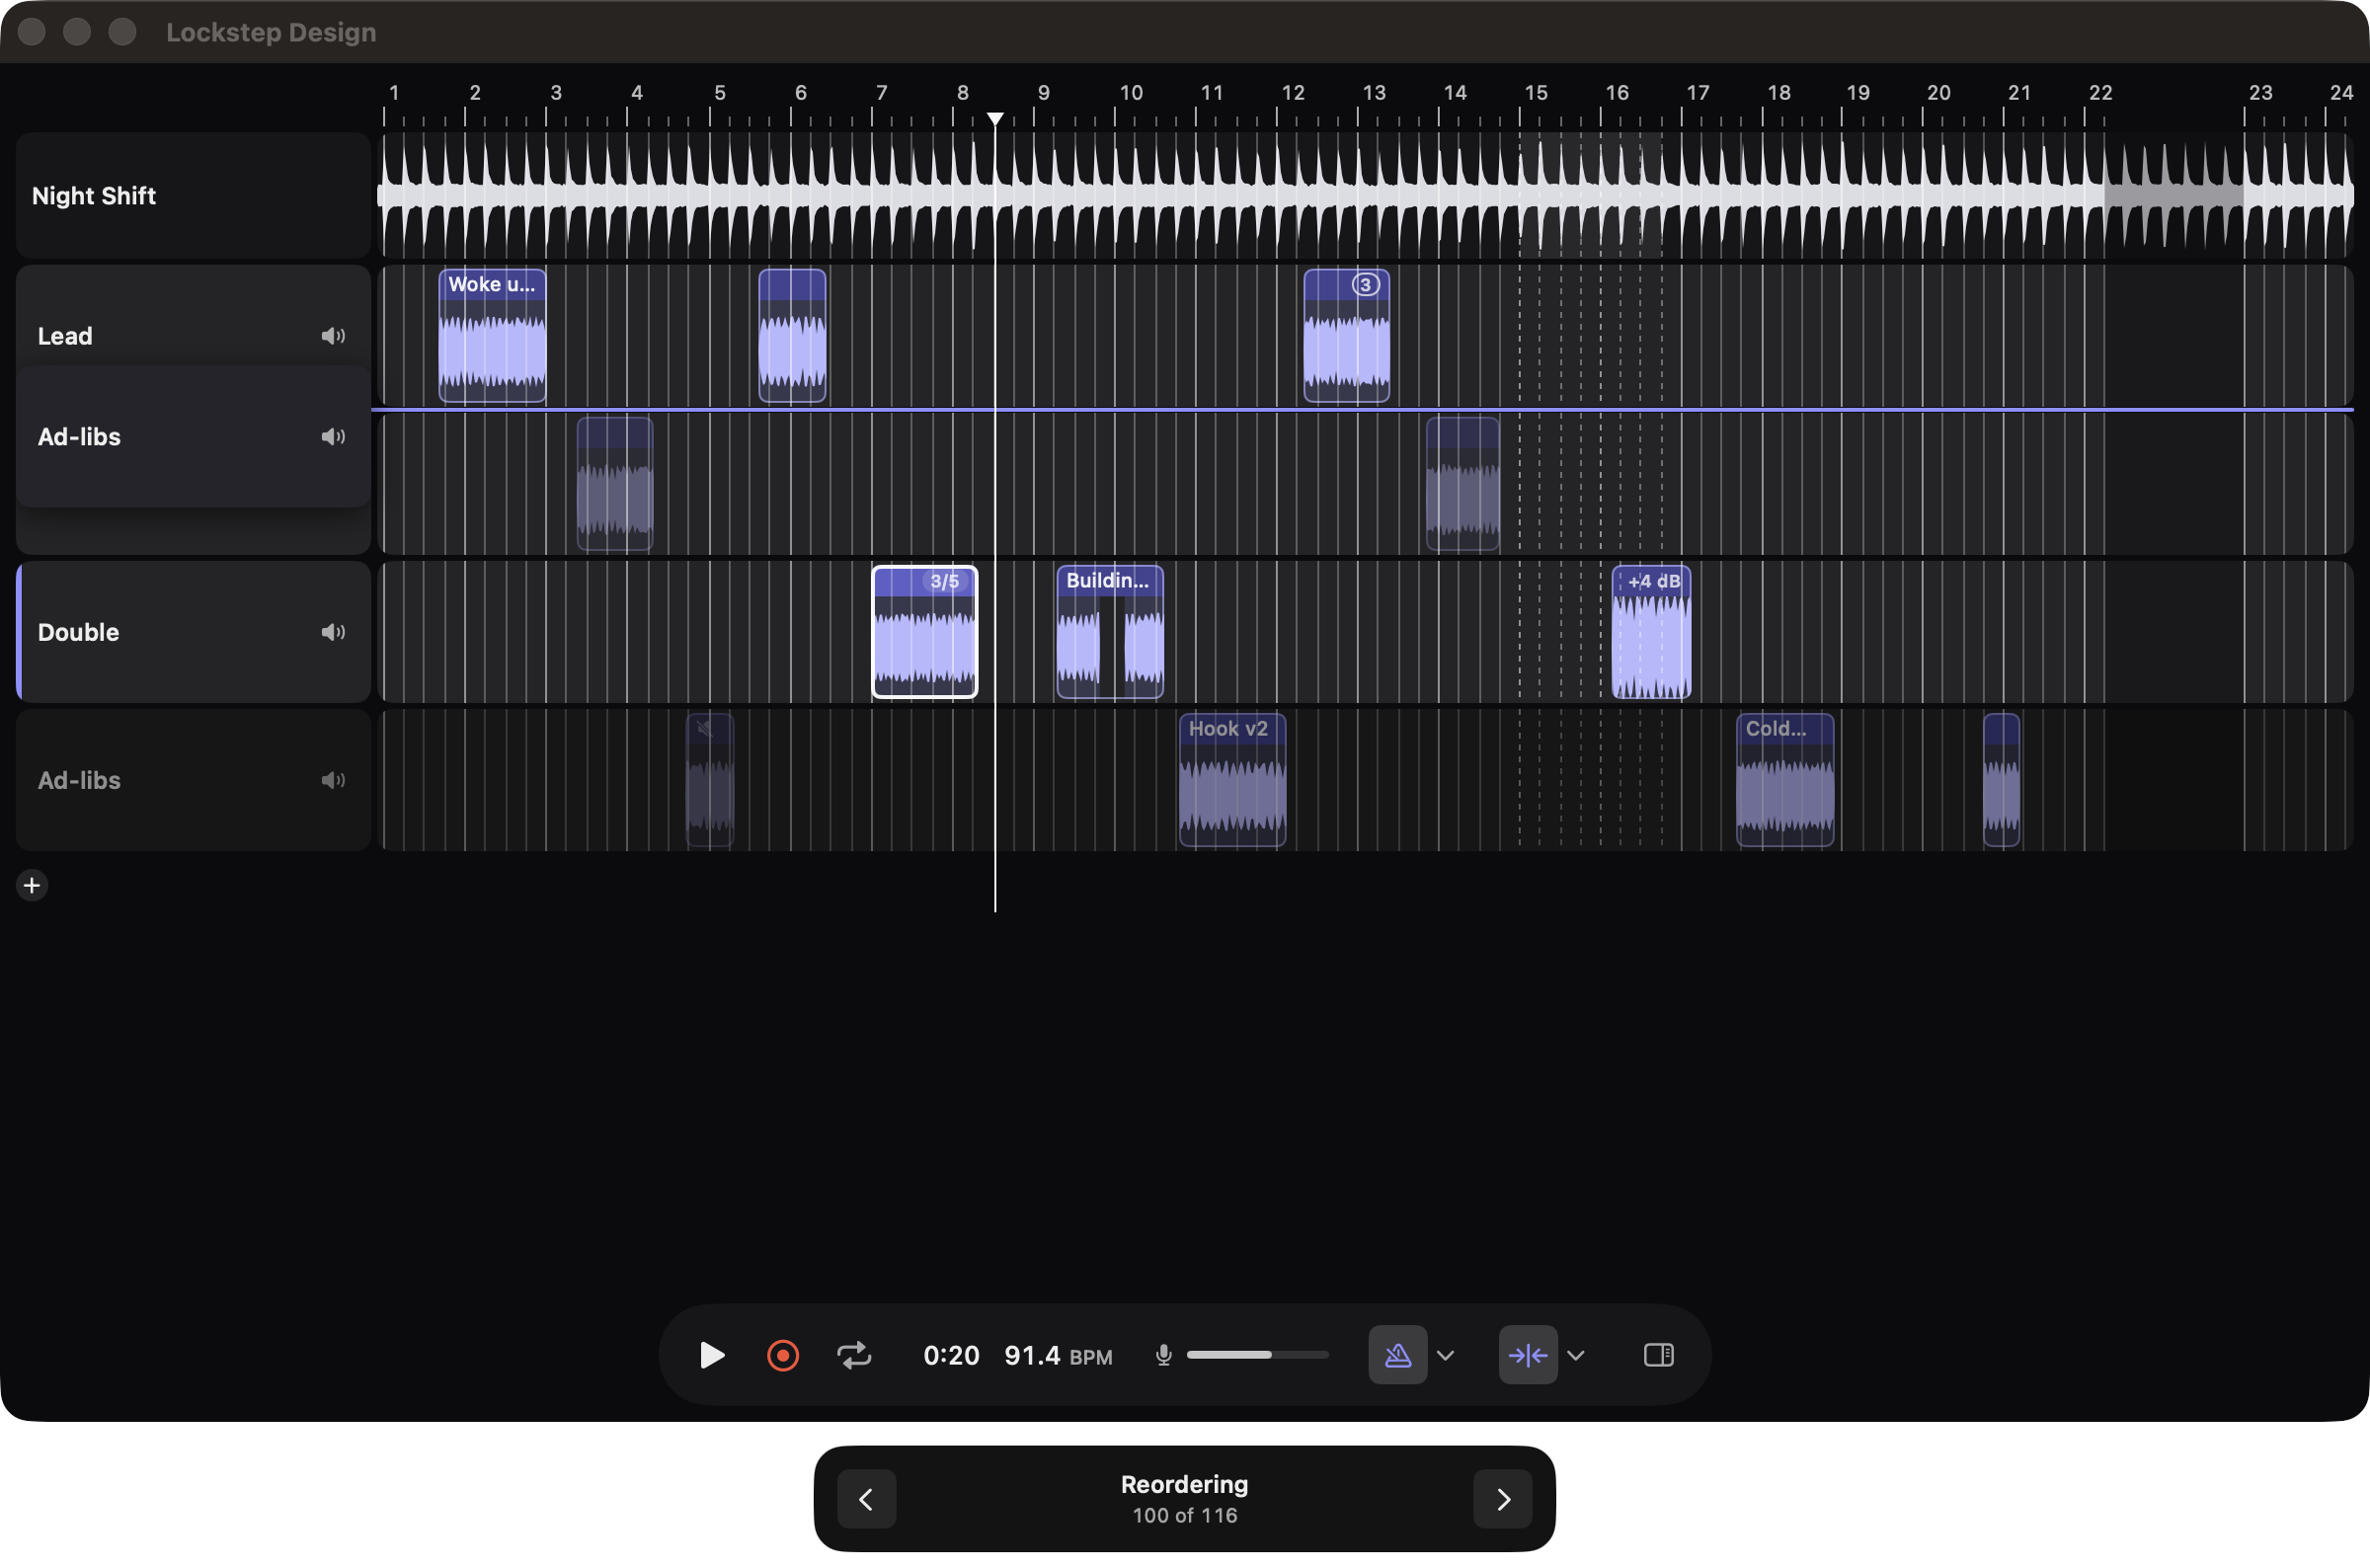 Lockstep Design
1 2 3 4 5 6 7 8 9 10 11 12 13 14 15 16 17 18 19 20 21 22 23 24
Night Shift
Woke u...
3
Lead
Ad-libs
3/5
Buildin...
+4 dB
Double
Hook v2
Cold...
Ad-libs
0:20 91.4 BPM
Reordering
100 of 116